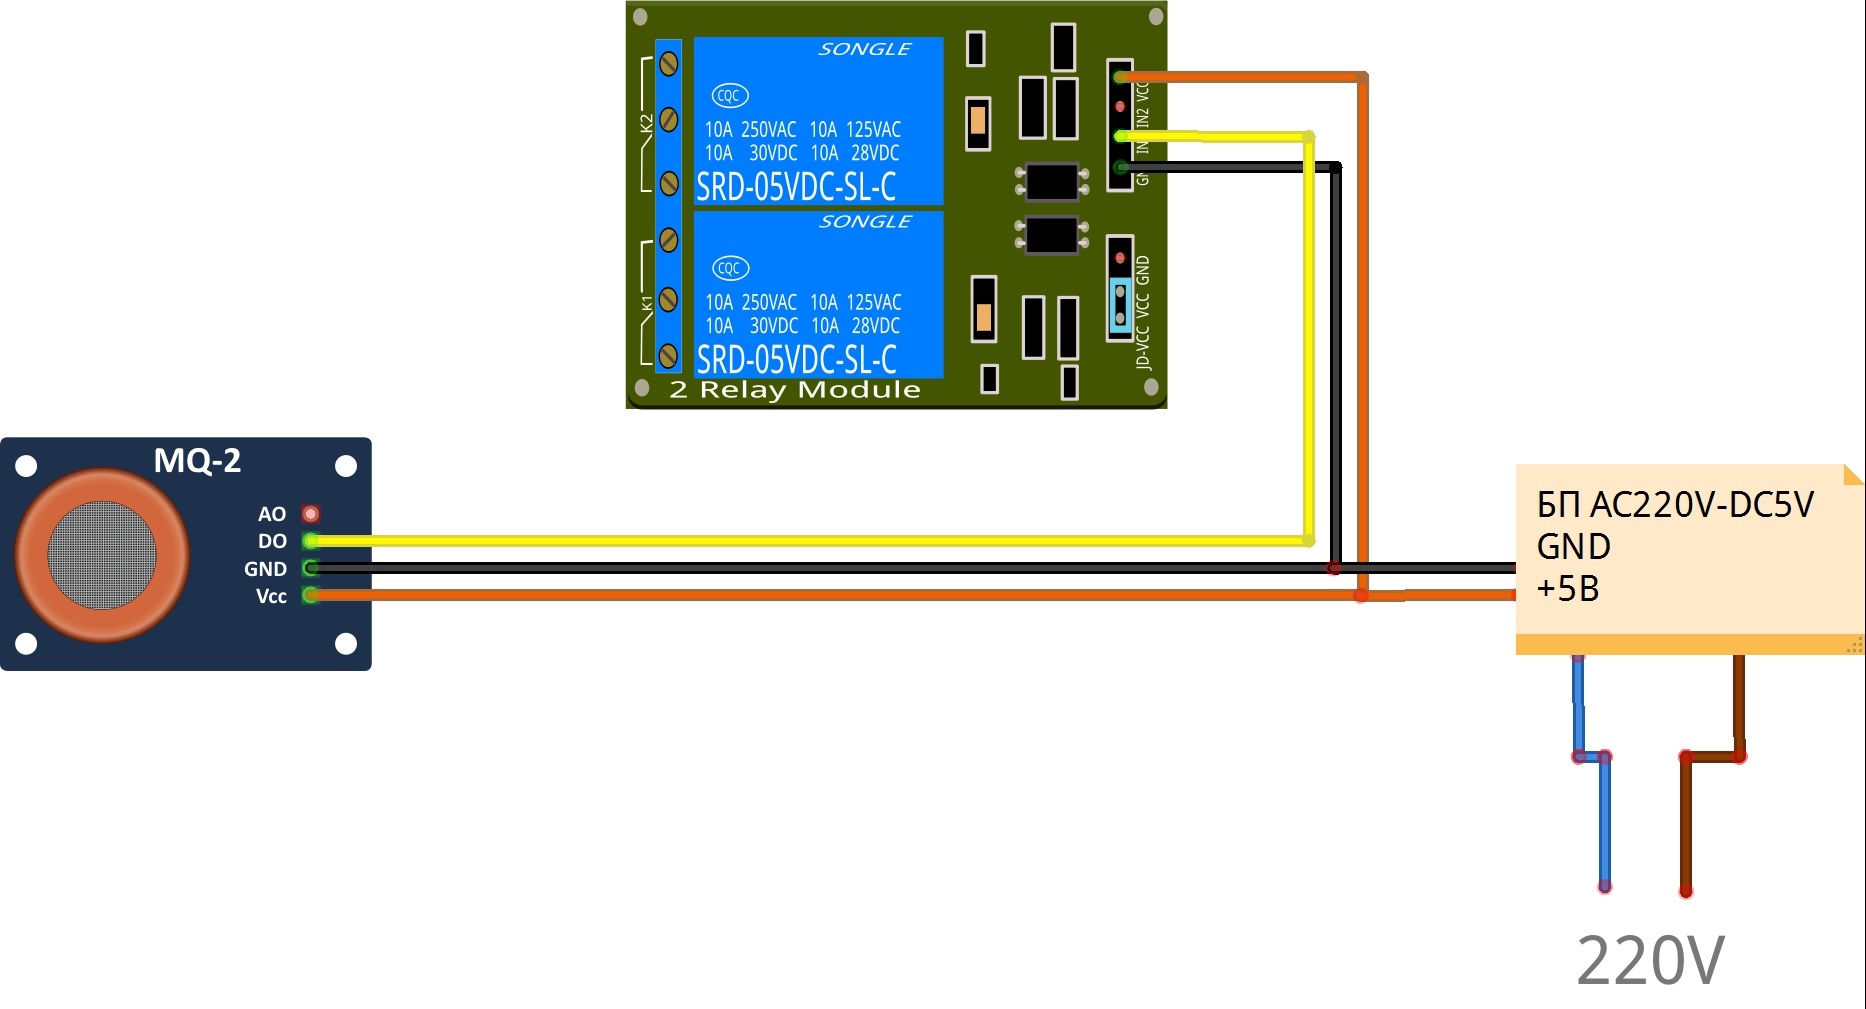 SONGLE
CQC
10A 250VAC 10A 125VAC
10A 30VDC 10A 28VDC
SRD-05VDC-SL-C
SONGLE
CQC
10A 250VAC 10A 125VAC
10A 30VDC 10A 28VDC
SRD-05VDC-SL-C
2 Relay Module
K2
K1
VCC
IN2
JD-VCC VCC GND
MQ-2
AO
DO
GND
Vcc
БП AC220V-DC5V
GND
+5В
220V